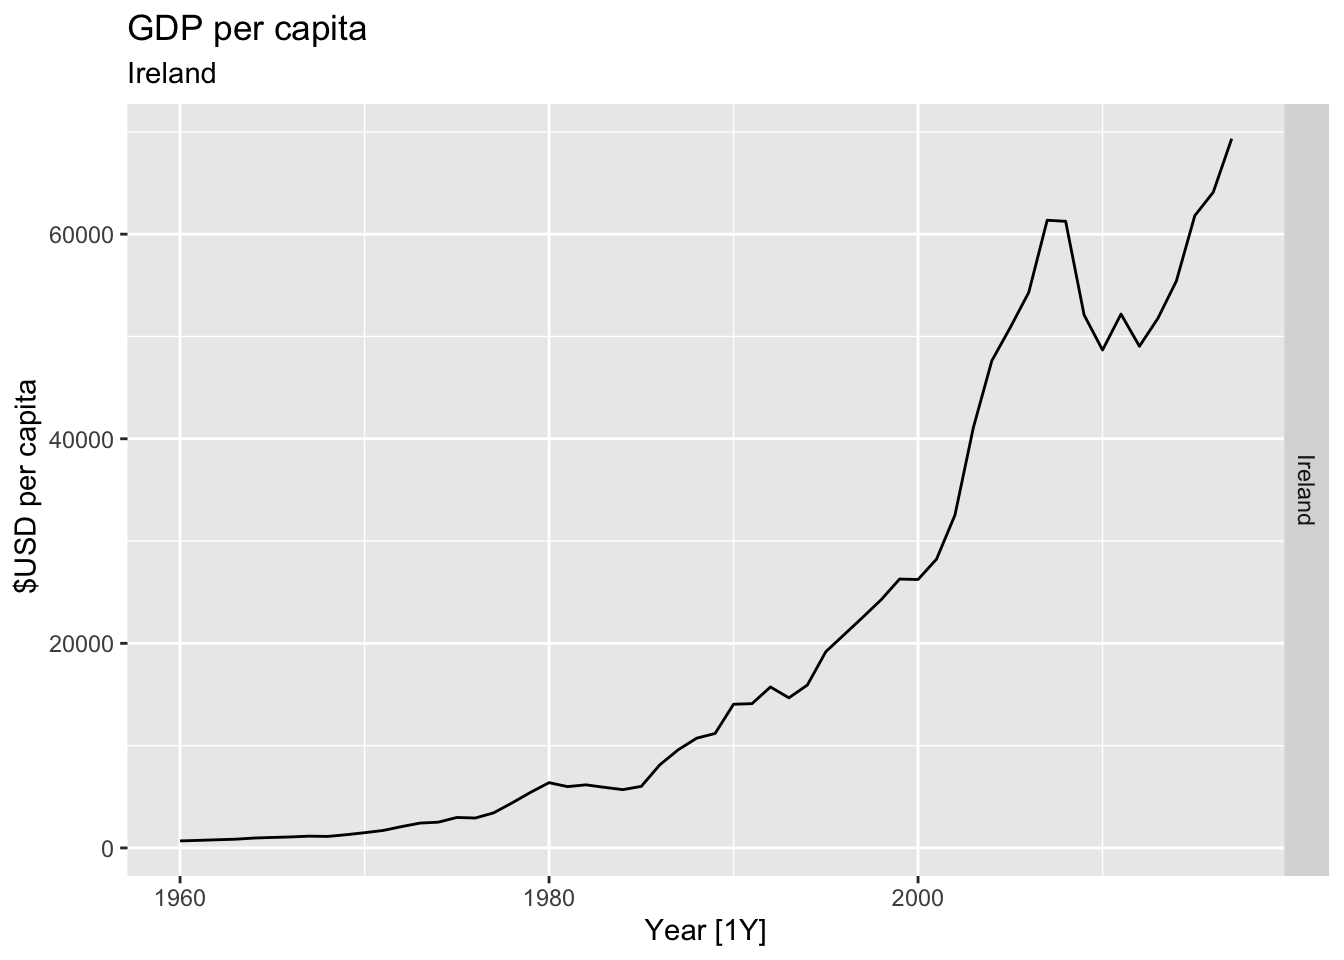 GDP per capita
Ireland
60000
40000
20000
0
$USD per capita
Ireland
1960
1980
2000
Year [1Y]